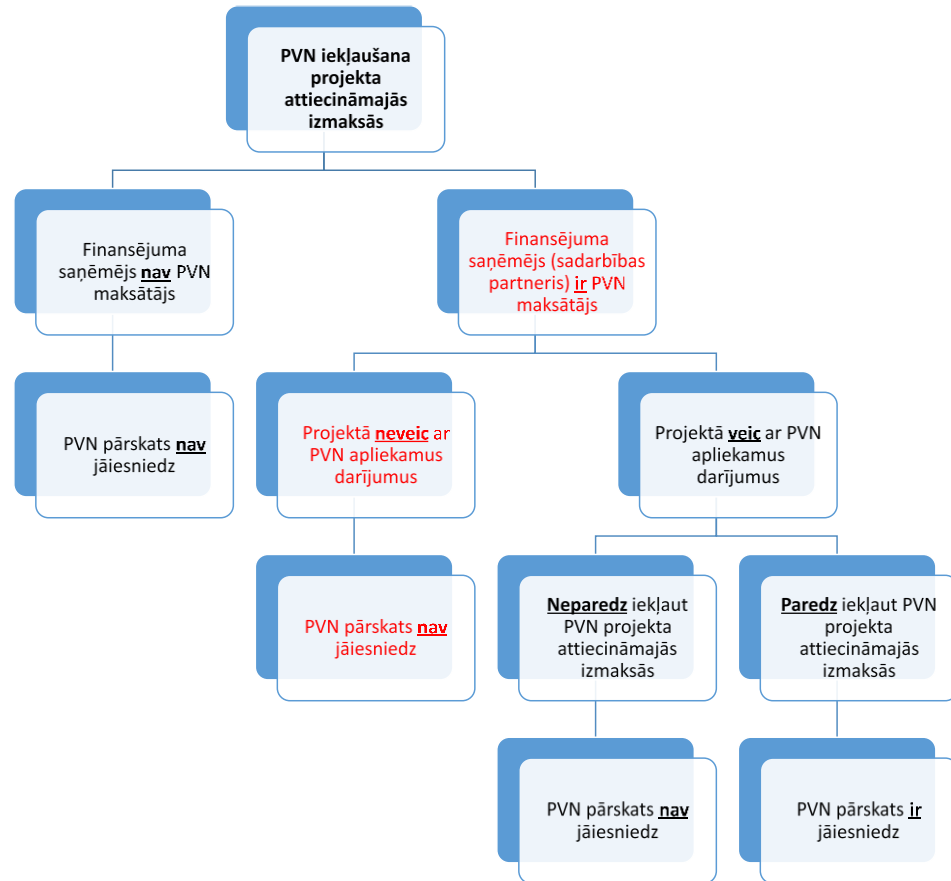 PVN iekļaušana
projekta
attiecināmajās
izmaksās
Finansējuma
saņēmējs nav PVN
maksātājs
Finansējuma
saņēmējs (sadarbības
partneris) ir PVN
maksātājs
PVN pārskats nav
jāiesniedz
Projektā neveic ar
PVN apliekamus
darījumus
Projektā veic ar PVN
apliekamus
darījumus
PVN pārskats nav
jāiesniedz
Neparedz iekļaut
PVN projekta
attiecināmajās
izmaksās
Paredz iekļaut PVN
projekta
attiecināmajās
izmaksās
PVN pārskats nav
jāiesniedz
PVN pārskats ir
jāiesniedz